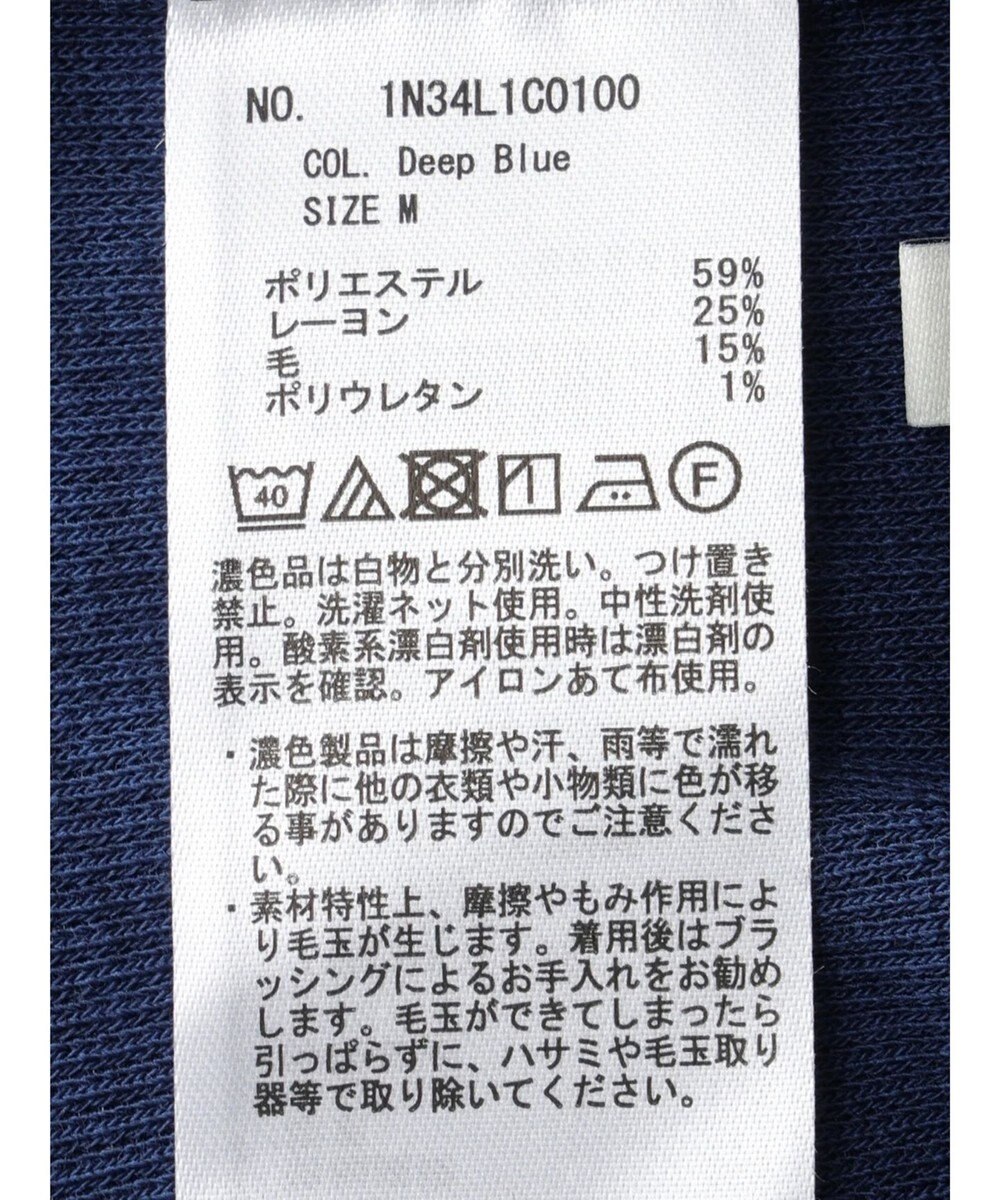 NO. 1N34L1C0100
COL. Deep Blue
SIZE M
ポリエステル 59%
レーヨン 25%
毛 15%
ポリウレタン 1%
40 F
濃色品は白物と分別洗い。つけ置き
禁止。洗濯ネット使用。中性洗剤使
用。酸素系漂白剤使用時は漂白剤の
表示を確認。アイロンあて布使用。
・濃色製品は摩擦や汗、雨等で濡れ
た際に他の衣類や小物類に色が移
る事がありますのでご注意くださ
い。
・素材特性上、摩擦やもみ作用によ
り毛玉が生じます。着用後はブラ
ッシングによるお手入れをお勧め
します。毛玉ができてしまったら
引っぱらずに、ハサミや毛玉取り
器等で取り除いてください。